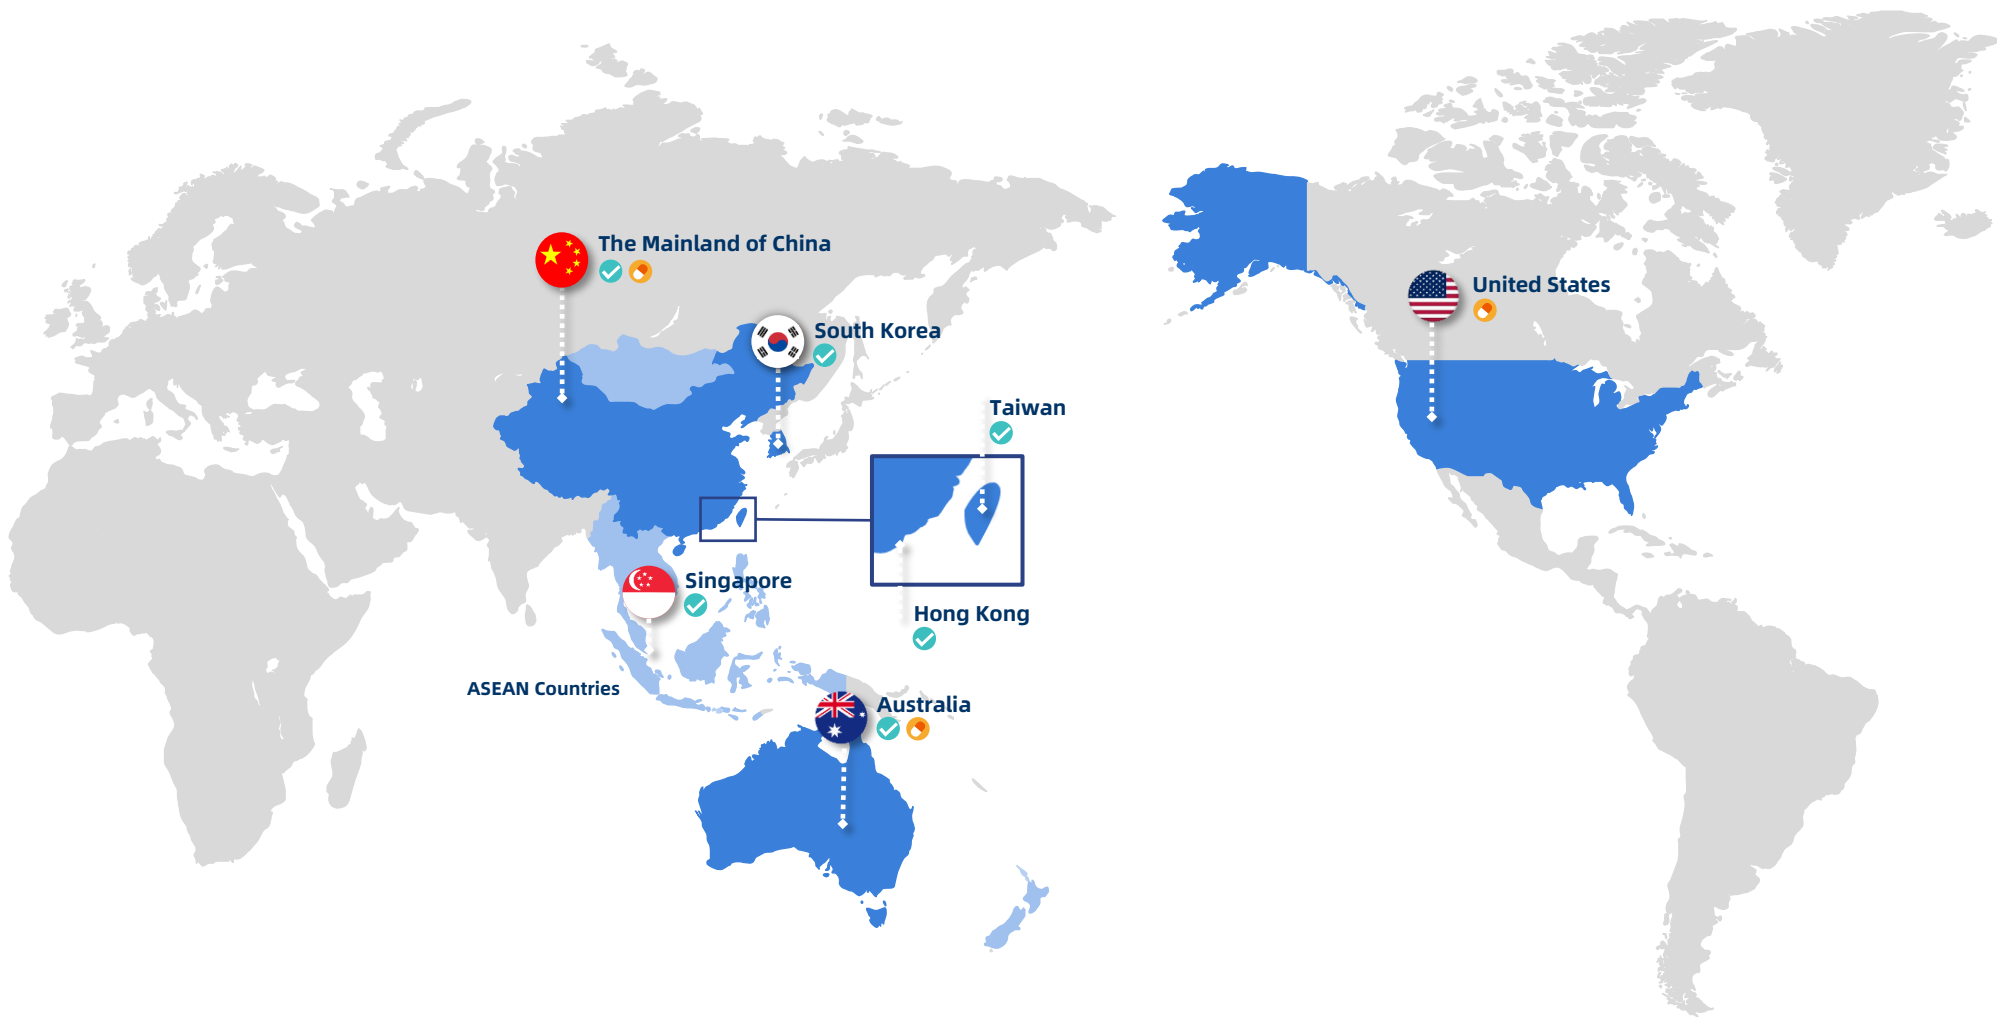 The Mainland of China
United States
South Korea
Taiwan
Singapore
Hong Kong
ASEAN Countries
Australia